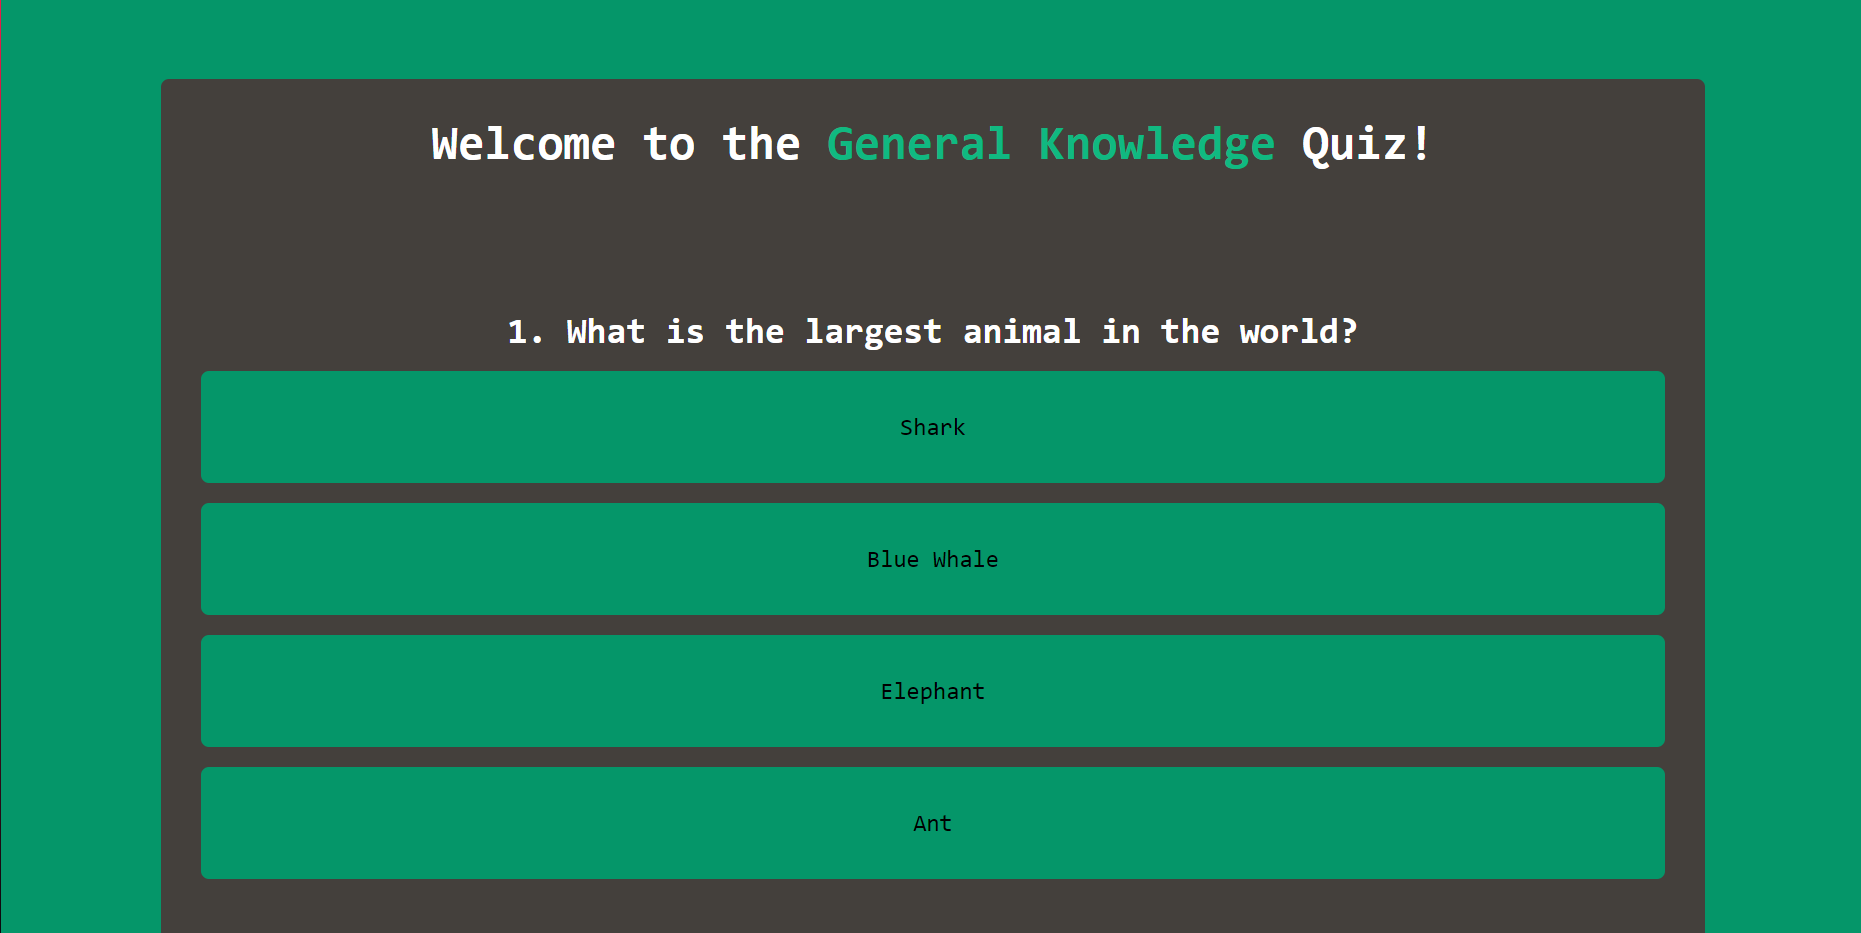 Welcome to the General Knowledge Quiz!
1. What is the largest animal in the world?
Shark
Blue Whale
Elephant
Ant